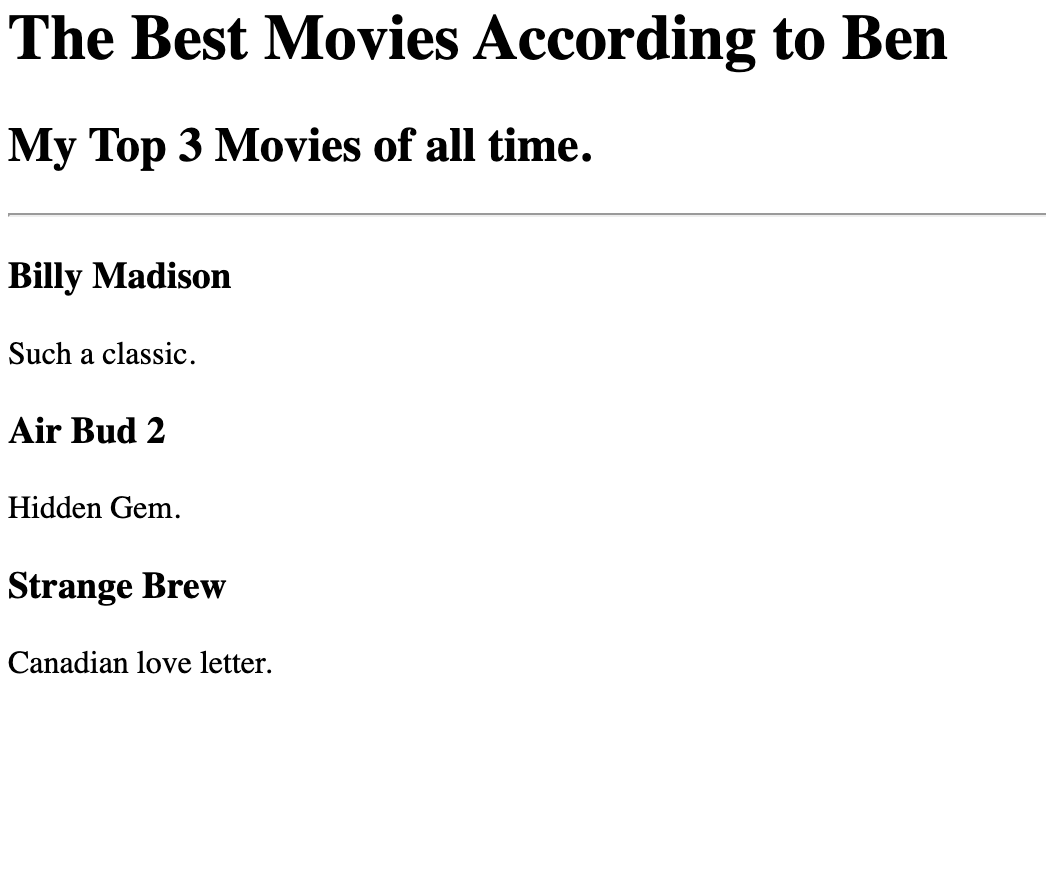 The Best Movies According to Ben
My Top 3 Movies of all time.
Billy Madison
Such a classic.
Air Bud 2
Hidden Gem.
Strange Brew
Canadian love letter.